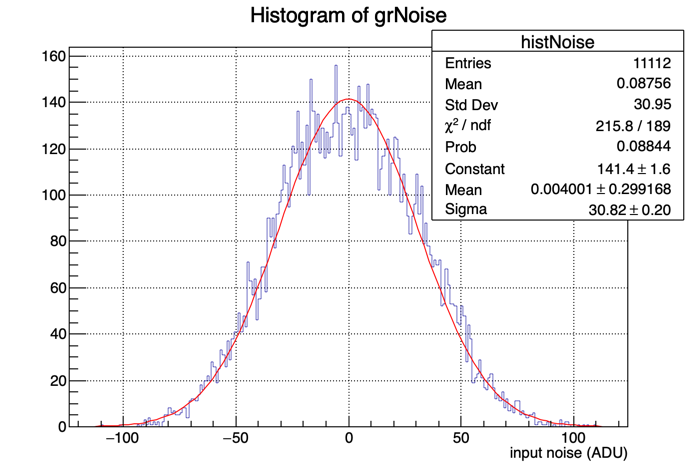 Histogram of grNoise
histNoise
Entries 11112
Mean 0.08756
Std Dev 30.95
χ² / ndf 215.8 / 189
Prob 0.08844
Constant 141.4 ± 1.6
Mean 0.004001 ± 0.299168
Sigma 30.82 ± 0.20
160
140
120
100
80
60
40
20
0
−100 −50 0 50 100
input noise (ADU)